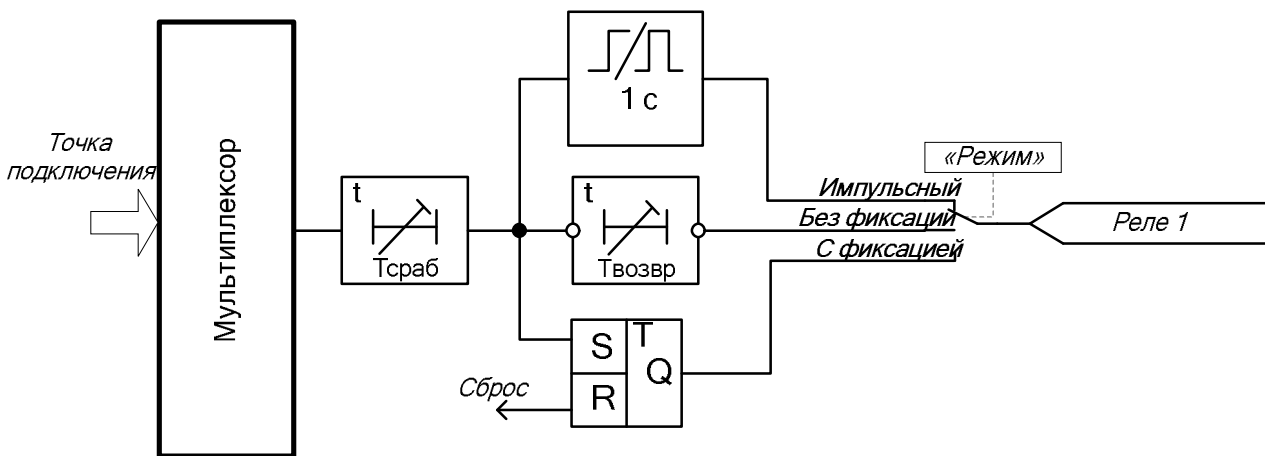 Точка
подключения
Мультиплексор
t
Тсраб
1 с
t
Твозвр
S
T
Q
R
Сброс
«Режим»
Импульсный
Без фиксаций
С фиксацией
Реле 1